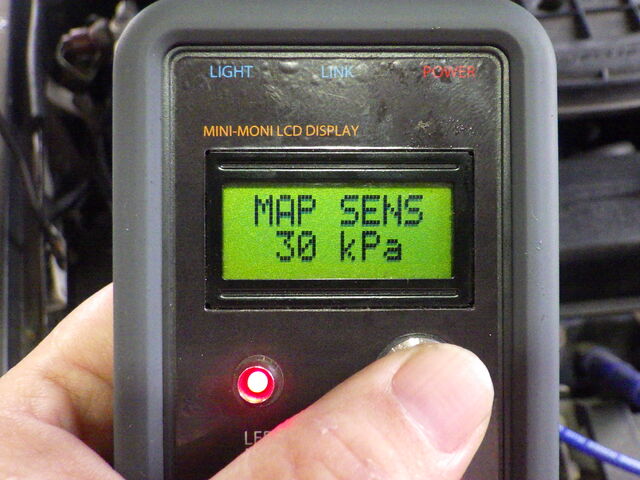 LIGHT LINK POWER
MINI-MONI LCD DISPLAY
MAP SENS
30 kPa